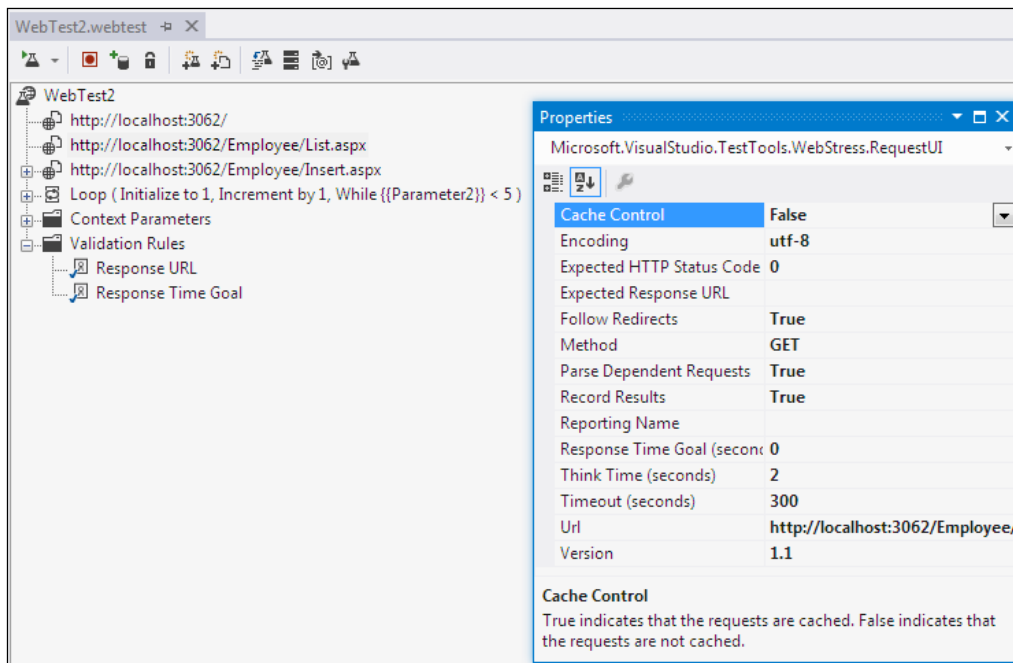 WebTest2.webtest
WebTest2
http://localhost:3062/
http://localhost:3062/Employee/List.aspx
http://localhost:3062/Employee/Insert.aspx
Loop ( Initialize to 1, Increment by 1, While {{Parameter2}} < 5 )
Context Parameters
Validation Rules
Response URL
Response Time Goal
Properties
Microsoft.VisualStudio.TestTools.WebStress.RequestUI
Cache Control False
Encoding utf-8
Expected HTTP Status Code 0
Expected Response URL
Follow Redirects True
Method GET
Parse Dependent Requests True
Record Results True
Reporting Name
Response Time Goal (second 0
Think Time (seconds) 2
Timeout (seconds) 300
Url http://localhost:3062/Employee/
Version 1.1
Cache Control
True indicates that the requests are cached. False indicates that
the requests are not cached.